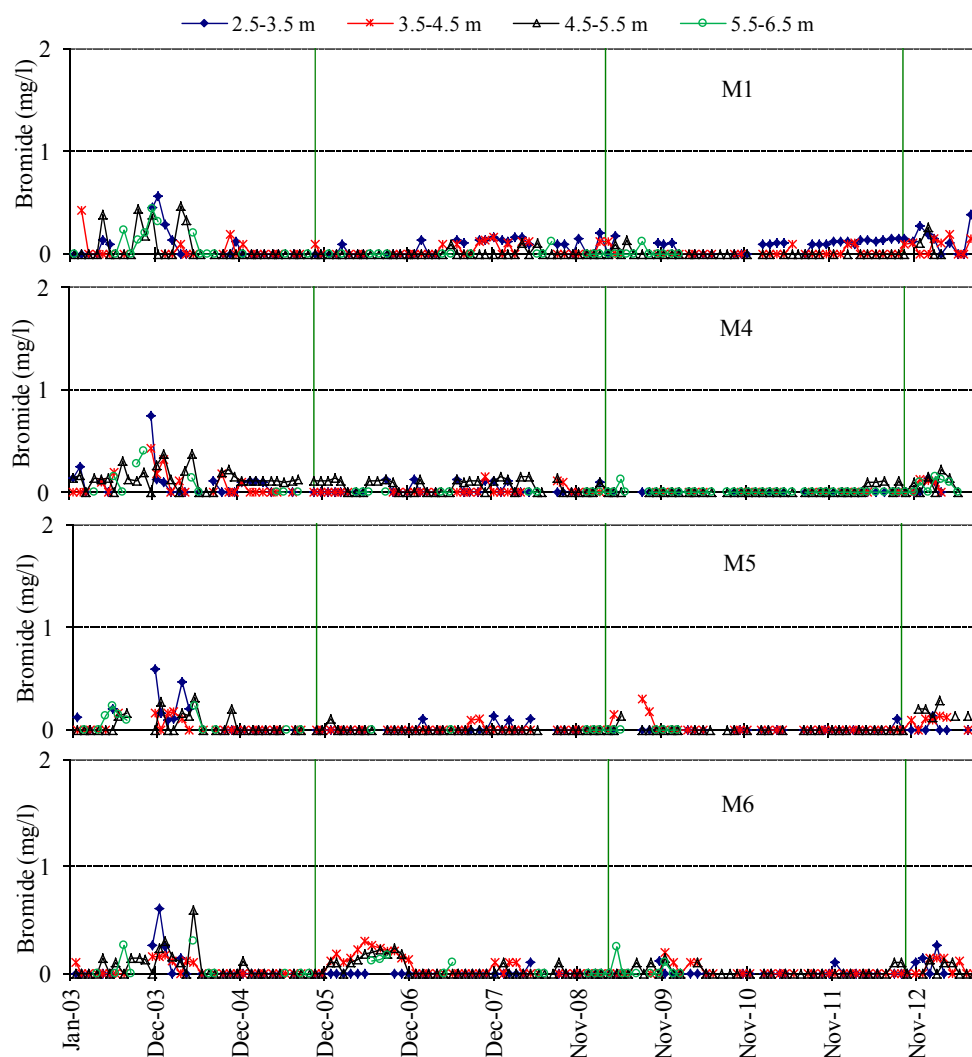 2.5-3.5 m 3.5-4.5 m 4.5-5.5 m 5.5-6.5 m
2
1
0
Bromide (mg/l)
M1
2
1
0
Bromide (mg/l)
M4
2
1
0
Bromide (mg/l)
M5
2
1
0
Bromide (mg/l)
M6
Jan-03 Dec-03 Dec-04 Dec-05 Dec-06 Dec-07 Nov-08 Nov-09 Nov-10 Nov-11 Nov-12